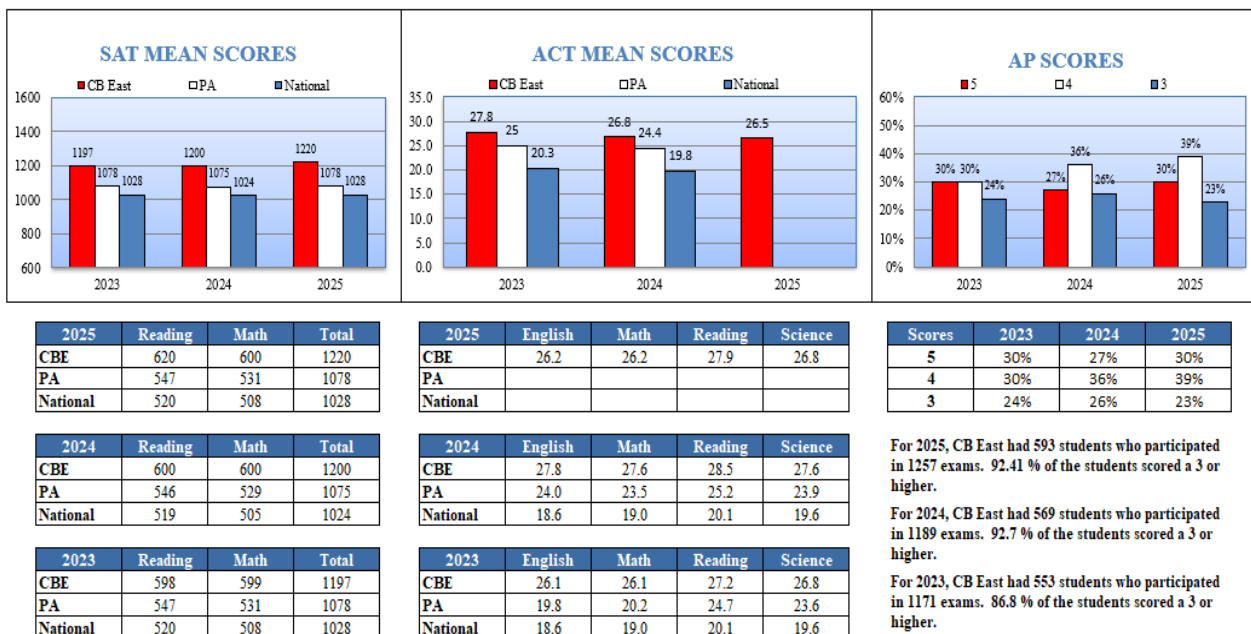 SAT MEAN SCORES
CB East PA National
1600
1400
1200
1000
800
600
1197 1078 1028
1200 1075 1024
1220 1078 1028
2023 2024 2025
ACT MEAN SCORES
CB East PA National
35.0
30.0
25.0
20.0
15.0
10.0
5.0
0.0
27.8 25 20.3
26.8 24.4 19.8
26.5
2023 2024 2025
AP SCORES
5 4 3
60%
50%
40%
30%
20%
10%
0%
30% 30% 24%
27% 36% 26%
30% 39% 23%
2023 2024 2025
2025 Reading Math Total
CBE 620 600 1220
PA 547 531 1078
National 520 508 1028
2024 Reading Math Total
CBE 600 600 1200
PA 546 529 1075
National 519 505 1024
2023 Reading Math Total
CBE 598 599 1197
PA 547 531 1078
National 520 508 1028
2025 English Math Reading Science
CBE 26.2 26.2 27.9 26.8
PA
National
2024 English Math Reading Science
CBE 27.8 27.6 28.5 27.6
PA 24.0 23.5 25.2 23.9
National 18.6 19.0 20.1 19.6
2023 English Math Reading Science
CBE 26.1 26.1 27.2 26.8
PA 19.8 20.2 24.7 23.6
National 18.6 19.0 20.1 19.6
Scores 2023 2024 2025
5 30% 27% 30%
4 30% 36% 39%
3 24% 26% 23%
For 2025, CB East had 593 students who participated
in 1257 exams. 92.41 % of the students scored a 3 or
higher.
For 2024, CB East had 569 students who participated
in 1189 exams. 92.7 % of the students scored a 3 or
higher.
For 2023, CB East had 553 students who participated
in 1171 exams. 86.8 % of the students scored a 3 or
higher.